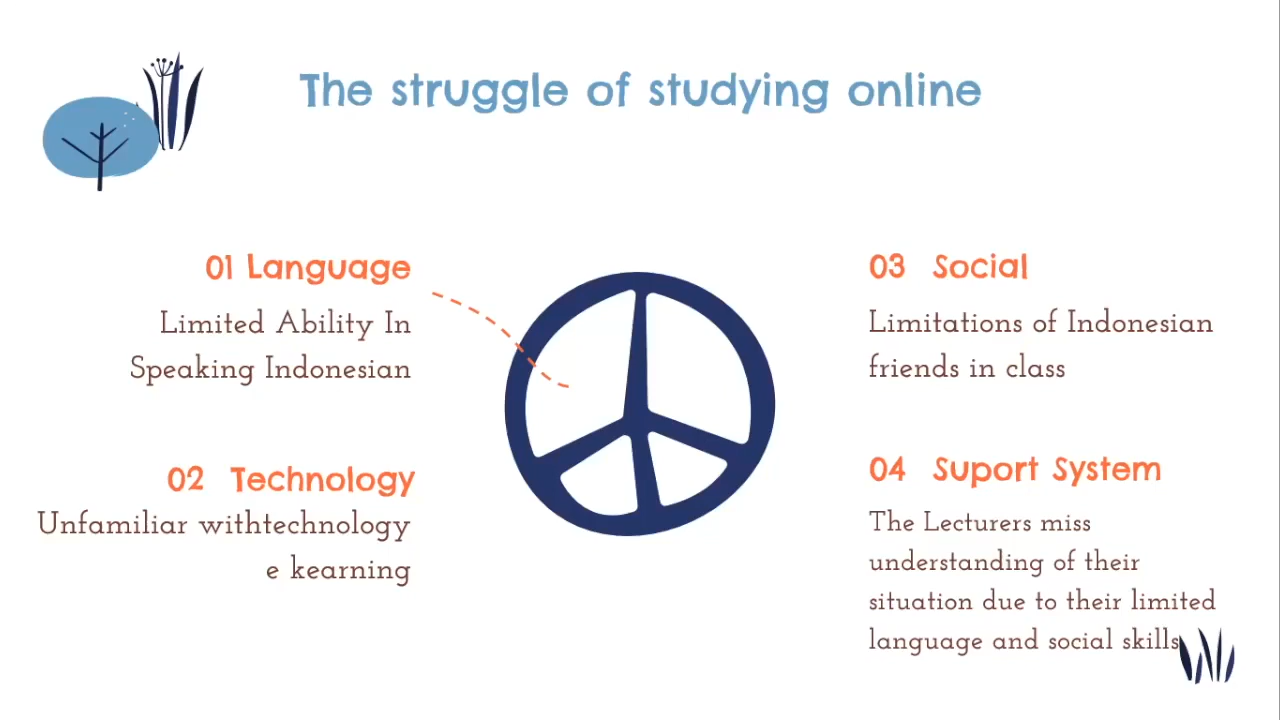 The struggle of studying online
01 Language
Limited Ability In
Speaking Indonesian
02 Technology
Unfamiliar withtechnology
e kearning
03 Social
Limitations of Indonesian
friends in class
04 Suport System
The Lecturers miss
understanding of their
situation due to their limited
language and social skills